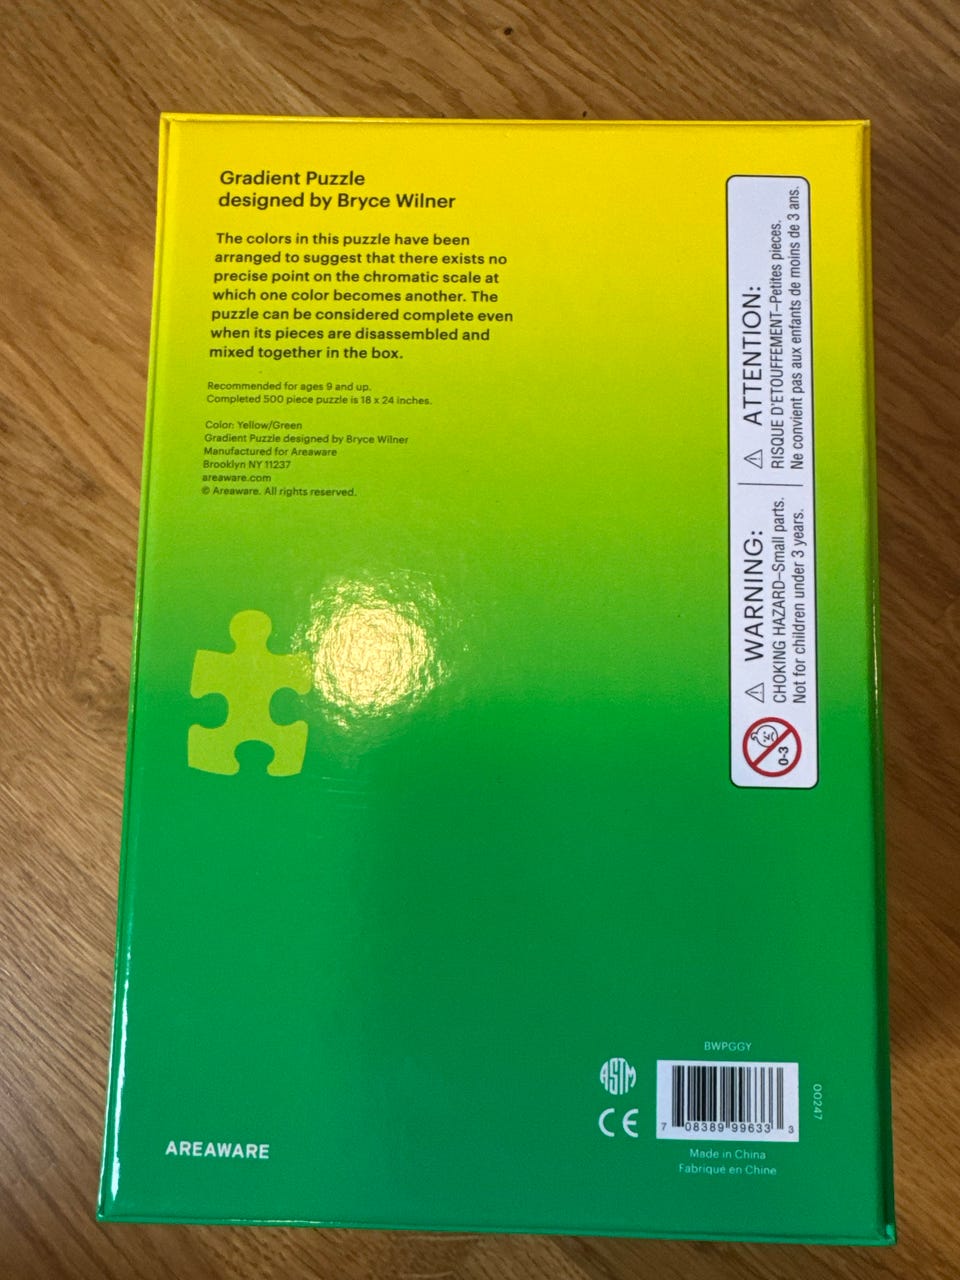 Gradient Puzzle
designed by Bryce Wilner
The colors in this puzzle have been
arranged to suggest that there exists no
precise point on the chromatic scale at
which one color becomes another. The
puzzle can be considered complete even
when its pieces are disassembled and
mixed together in the box.
Recommended for ages 9 and up.
Completed 500 piece puzzle is 18 x 24 inches.
Color: Yellow/Green
Gradient Puzzle designed by Bryce Wilner
Manufactured for Areaware
Brooklyn NY 11237
areaware.com
© Areaware. All rights reserved.
⚠ WARNING:
CHOKING HAZARD–Small parts.
Not for children under 3 years.
0-3
⚠ ATTENTION:
RISQUE D'ETOUFFEMENT–Petites pieces.
Ne convient pas aux enfants de moins de 3 ans.
AREAWARE
ASTM
CE
BWPGGY
7 08389 99633 3
00247
Made in China
Fabriqué en Chine